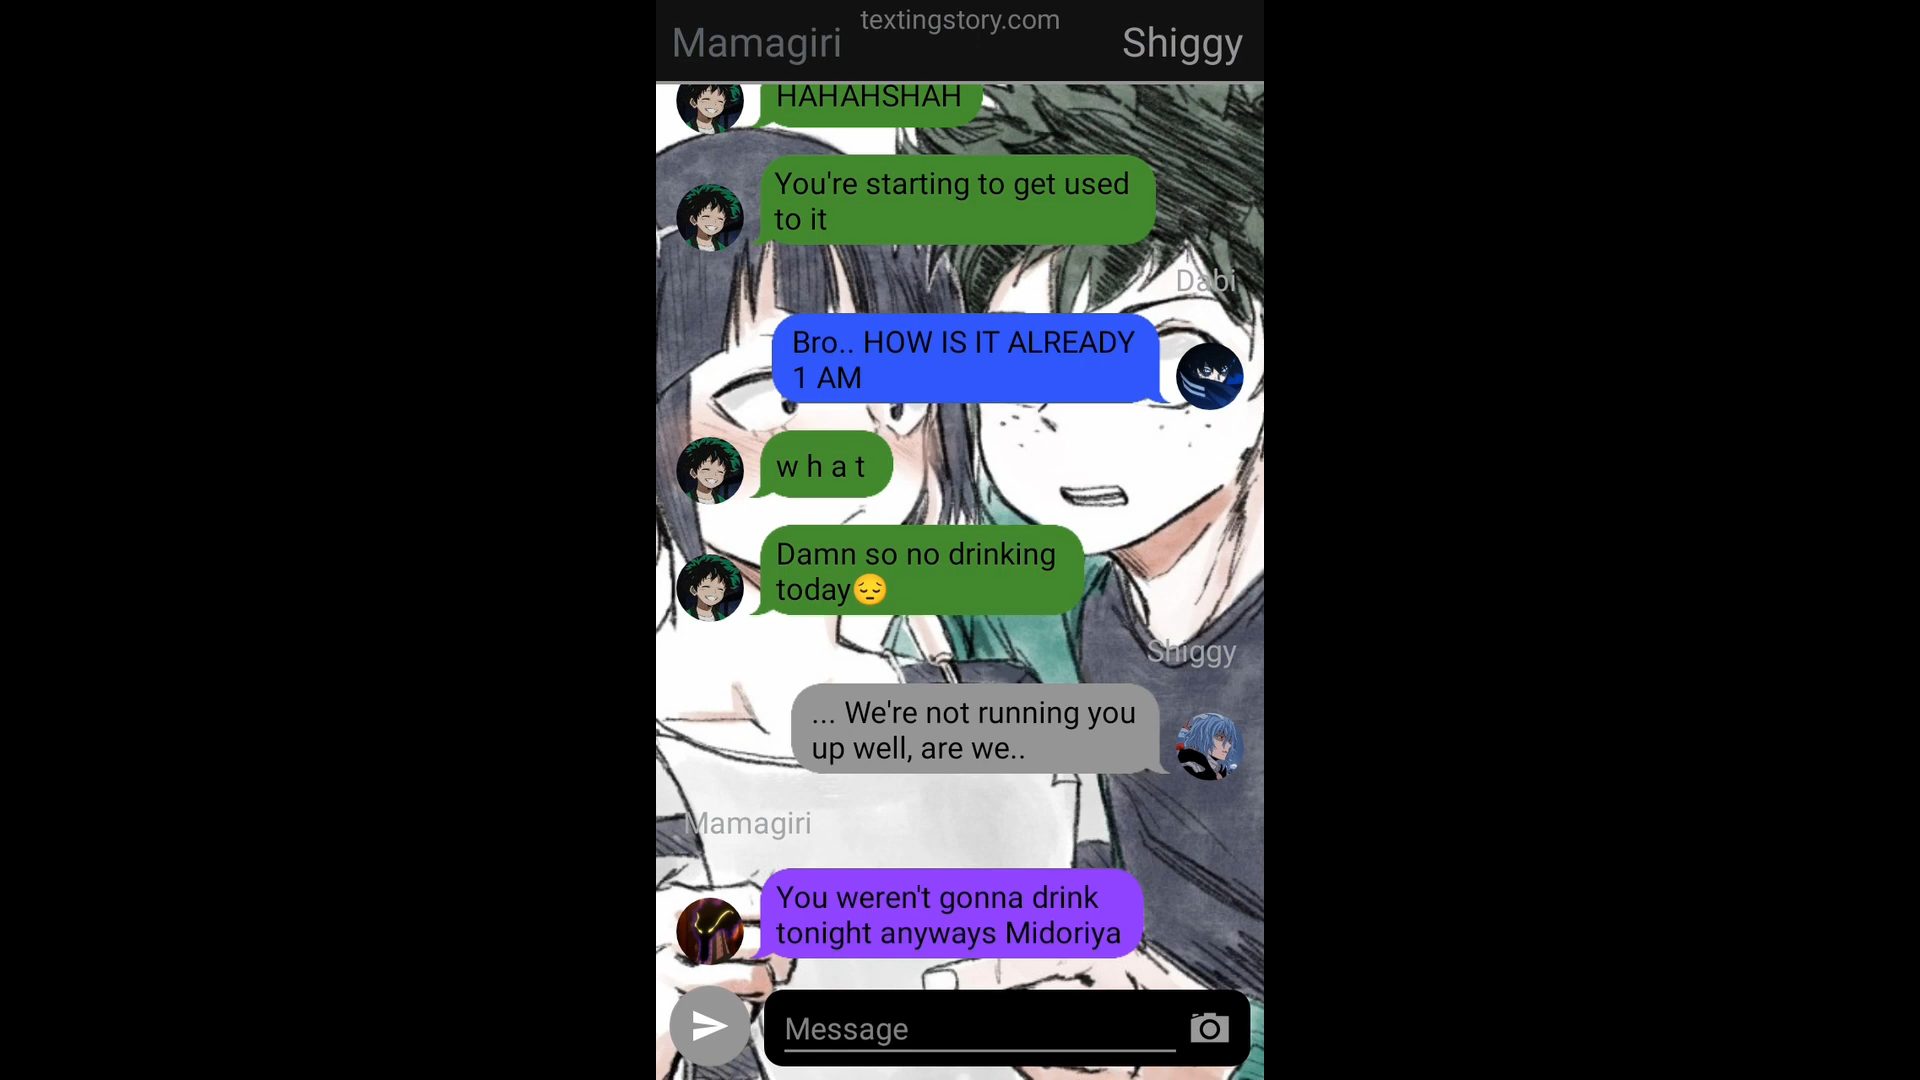 textingstory.com
Mamagiri
Shiggy
HAHAHSHAH
You're starting to get used
to it
Dabi
Bro.. HOW IS IT ALREADY
1 AM
w h a t
Damn so no drinking
today😔
Shiggy
... We're not running you
up well, are we..
Mamagiri
You weren't gonna drink
tonight anyways Midoriya
Message